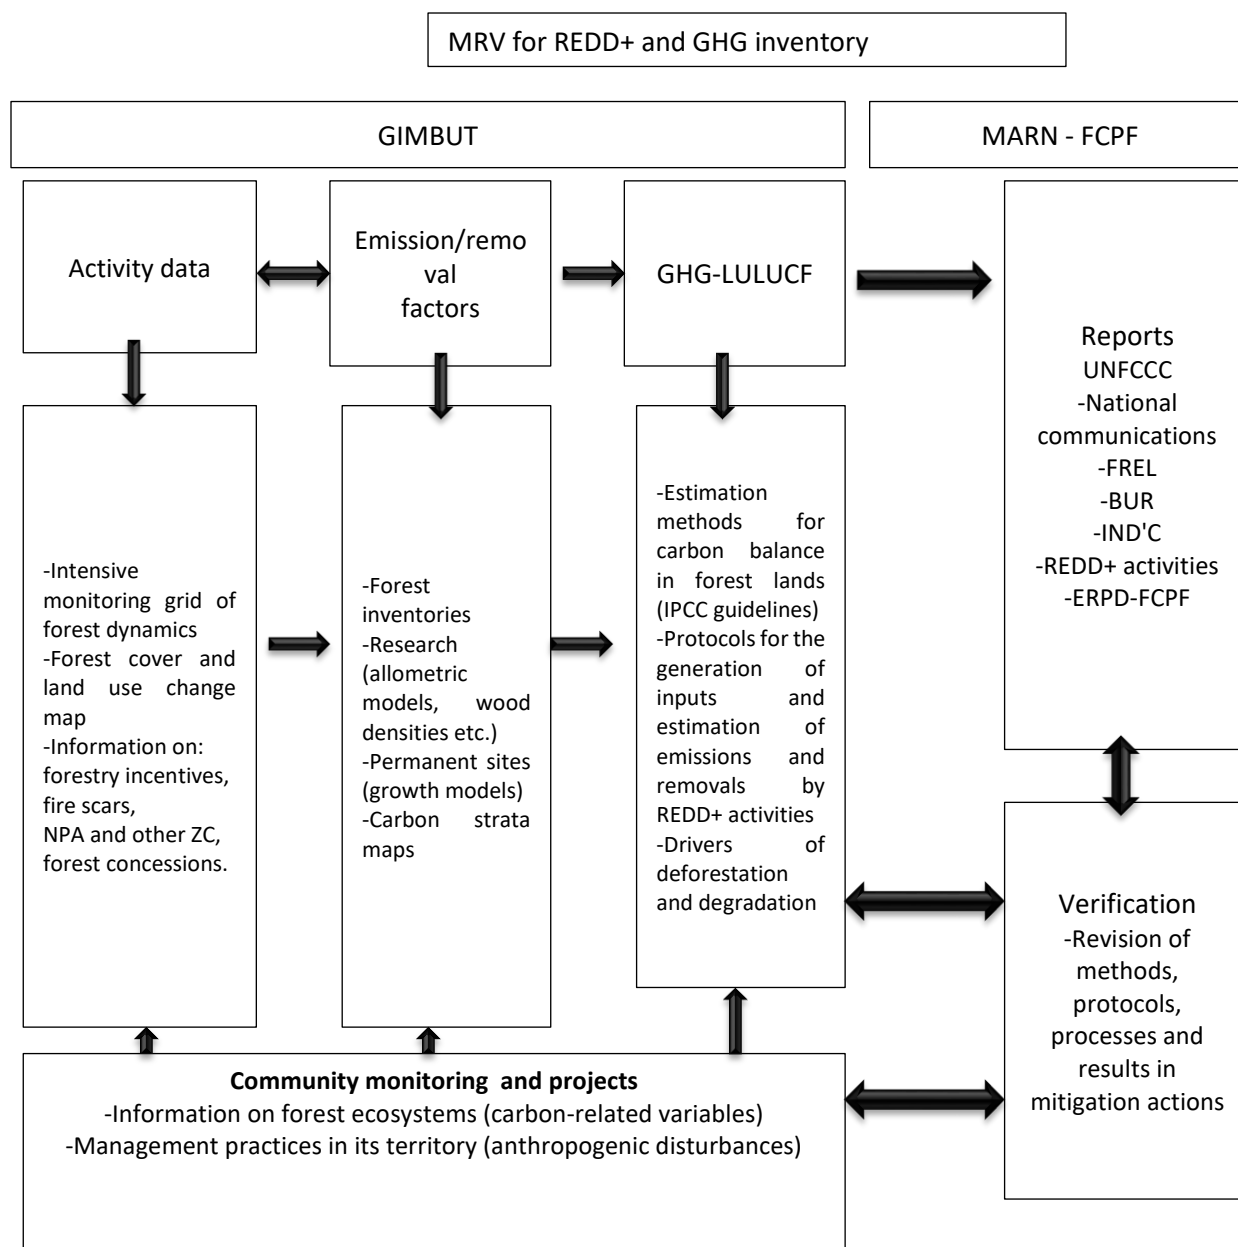 MRV for REDD+ and GHG inventory
GIMBUT
MARN - FCPF
Activity data
Emission/remo
val
factors
GHG-LULUCF
Reports
UNFCCC
-National
communications
-FREL
-BUR
-IND'C
-REDD+ activities
-ERPD-FCPF
-Intensive
monitoring grid of
forest dynamics
-Forest cover and
land use change
map
-Information on:
forestry incentives,
fire scars,
NPA and other ZC,
forest concessions.
-Forest
inventories
-Research
(allometric
models, wood
densities etc.)
-Permanent sites
(growth models)
-Carbon strata
maps
-Estimation
methods for
carbon balance
in forest lands
(IPCC guidelines)
-Protocols for the
generation of
inputs and
estimation of
emissions and
removals by
REDD+ activities
-Drivers of
deforestation
and degradation
Verification
-Revision of
methods,
protocols,
processes and
results in
mitigation actions
Community monitoring and projects
-Information on forest ecosystems (carbon-related variables)
-Management practices in its territory (anthropogenic disturbances)